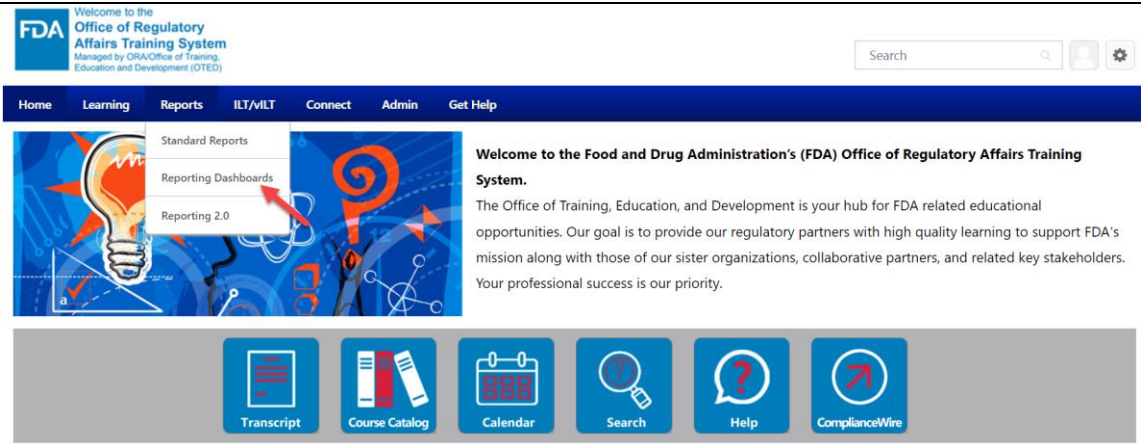 Welcome to the
FDA
Office of Regulatory
Affairs Training System
Managed by ORA/Office of Training,
Education and Development (OTED)
Search
Home Learning Reports ILT/vILT Connect Admin Get Help
Standard Reports
Reporting Dashboards
Reporting 2.0
Welcome to the Food and Drug Administration's (FDA) Office of Regulatory Affairs Training
System.
The Office of Training, Education, and Development is your hub for FDA related educational
opportunities. Our goal is to provide our regulatory partners with high quality learning to support FDA's
mission along with those of our sister organizations, collaborative partners, and related key stakeholders.
Your professional success is our priority.
12
a
Transcript Course Catalog Calendar Search Help ComplianceWire